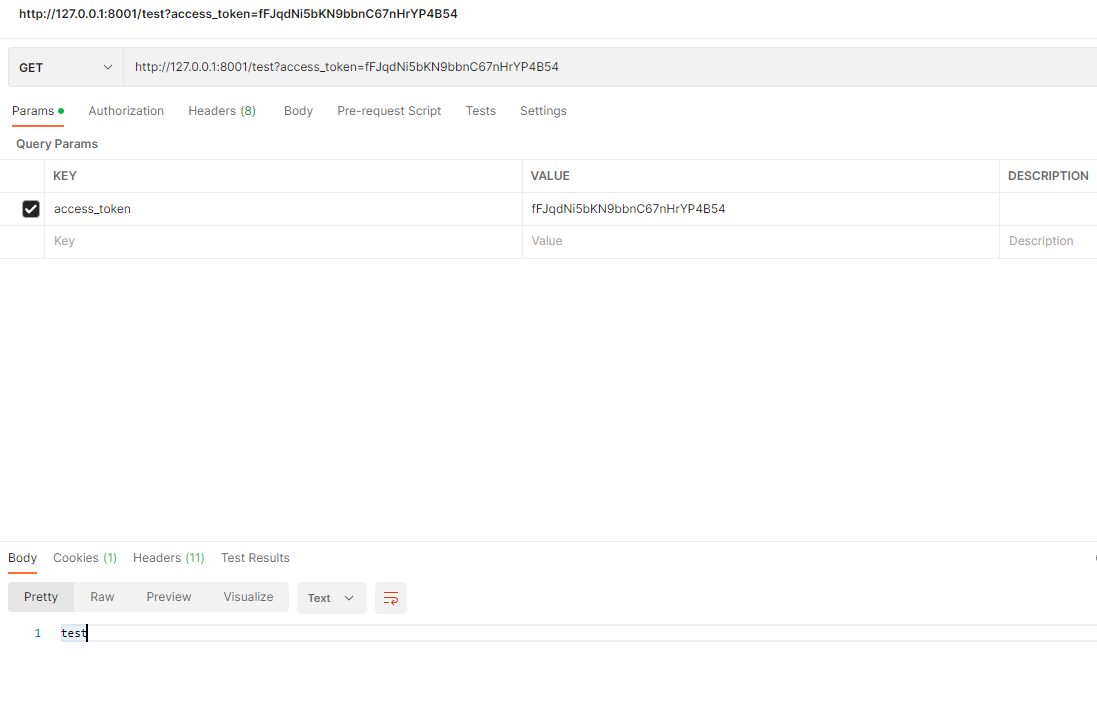 http://127.0.0.1:8001/test?access_token=fFJqdNi5bKN9bbnC67nHrYP4B54
GET http://127.0.0.1:8001/test?access_token=fFJqdNi5bKN9bbnC67nHrYP4B54
Params Authorization Headers (8) Body Pre-request Script Tests Settings
Query Params
KEY VALUE DESCRIPTION
access_token fFJqdNi5bKN9bbnC67nHrYP4B54
Key Value Description
Body Cookies (1) Headers (11) Test Results
Pretty Raw Preview Visualize Text
1 test